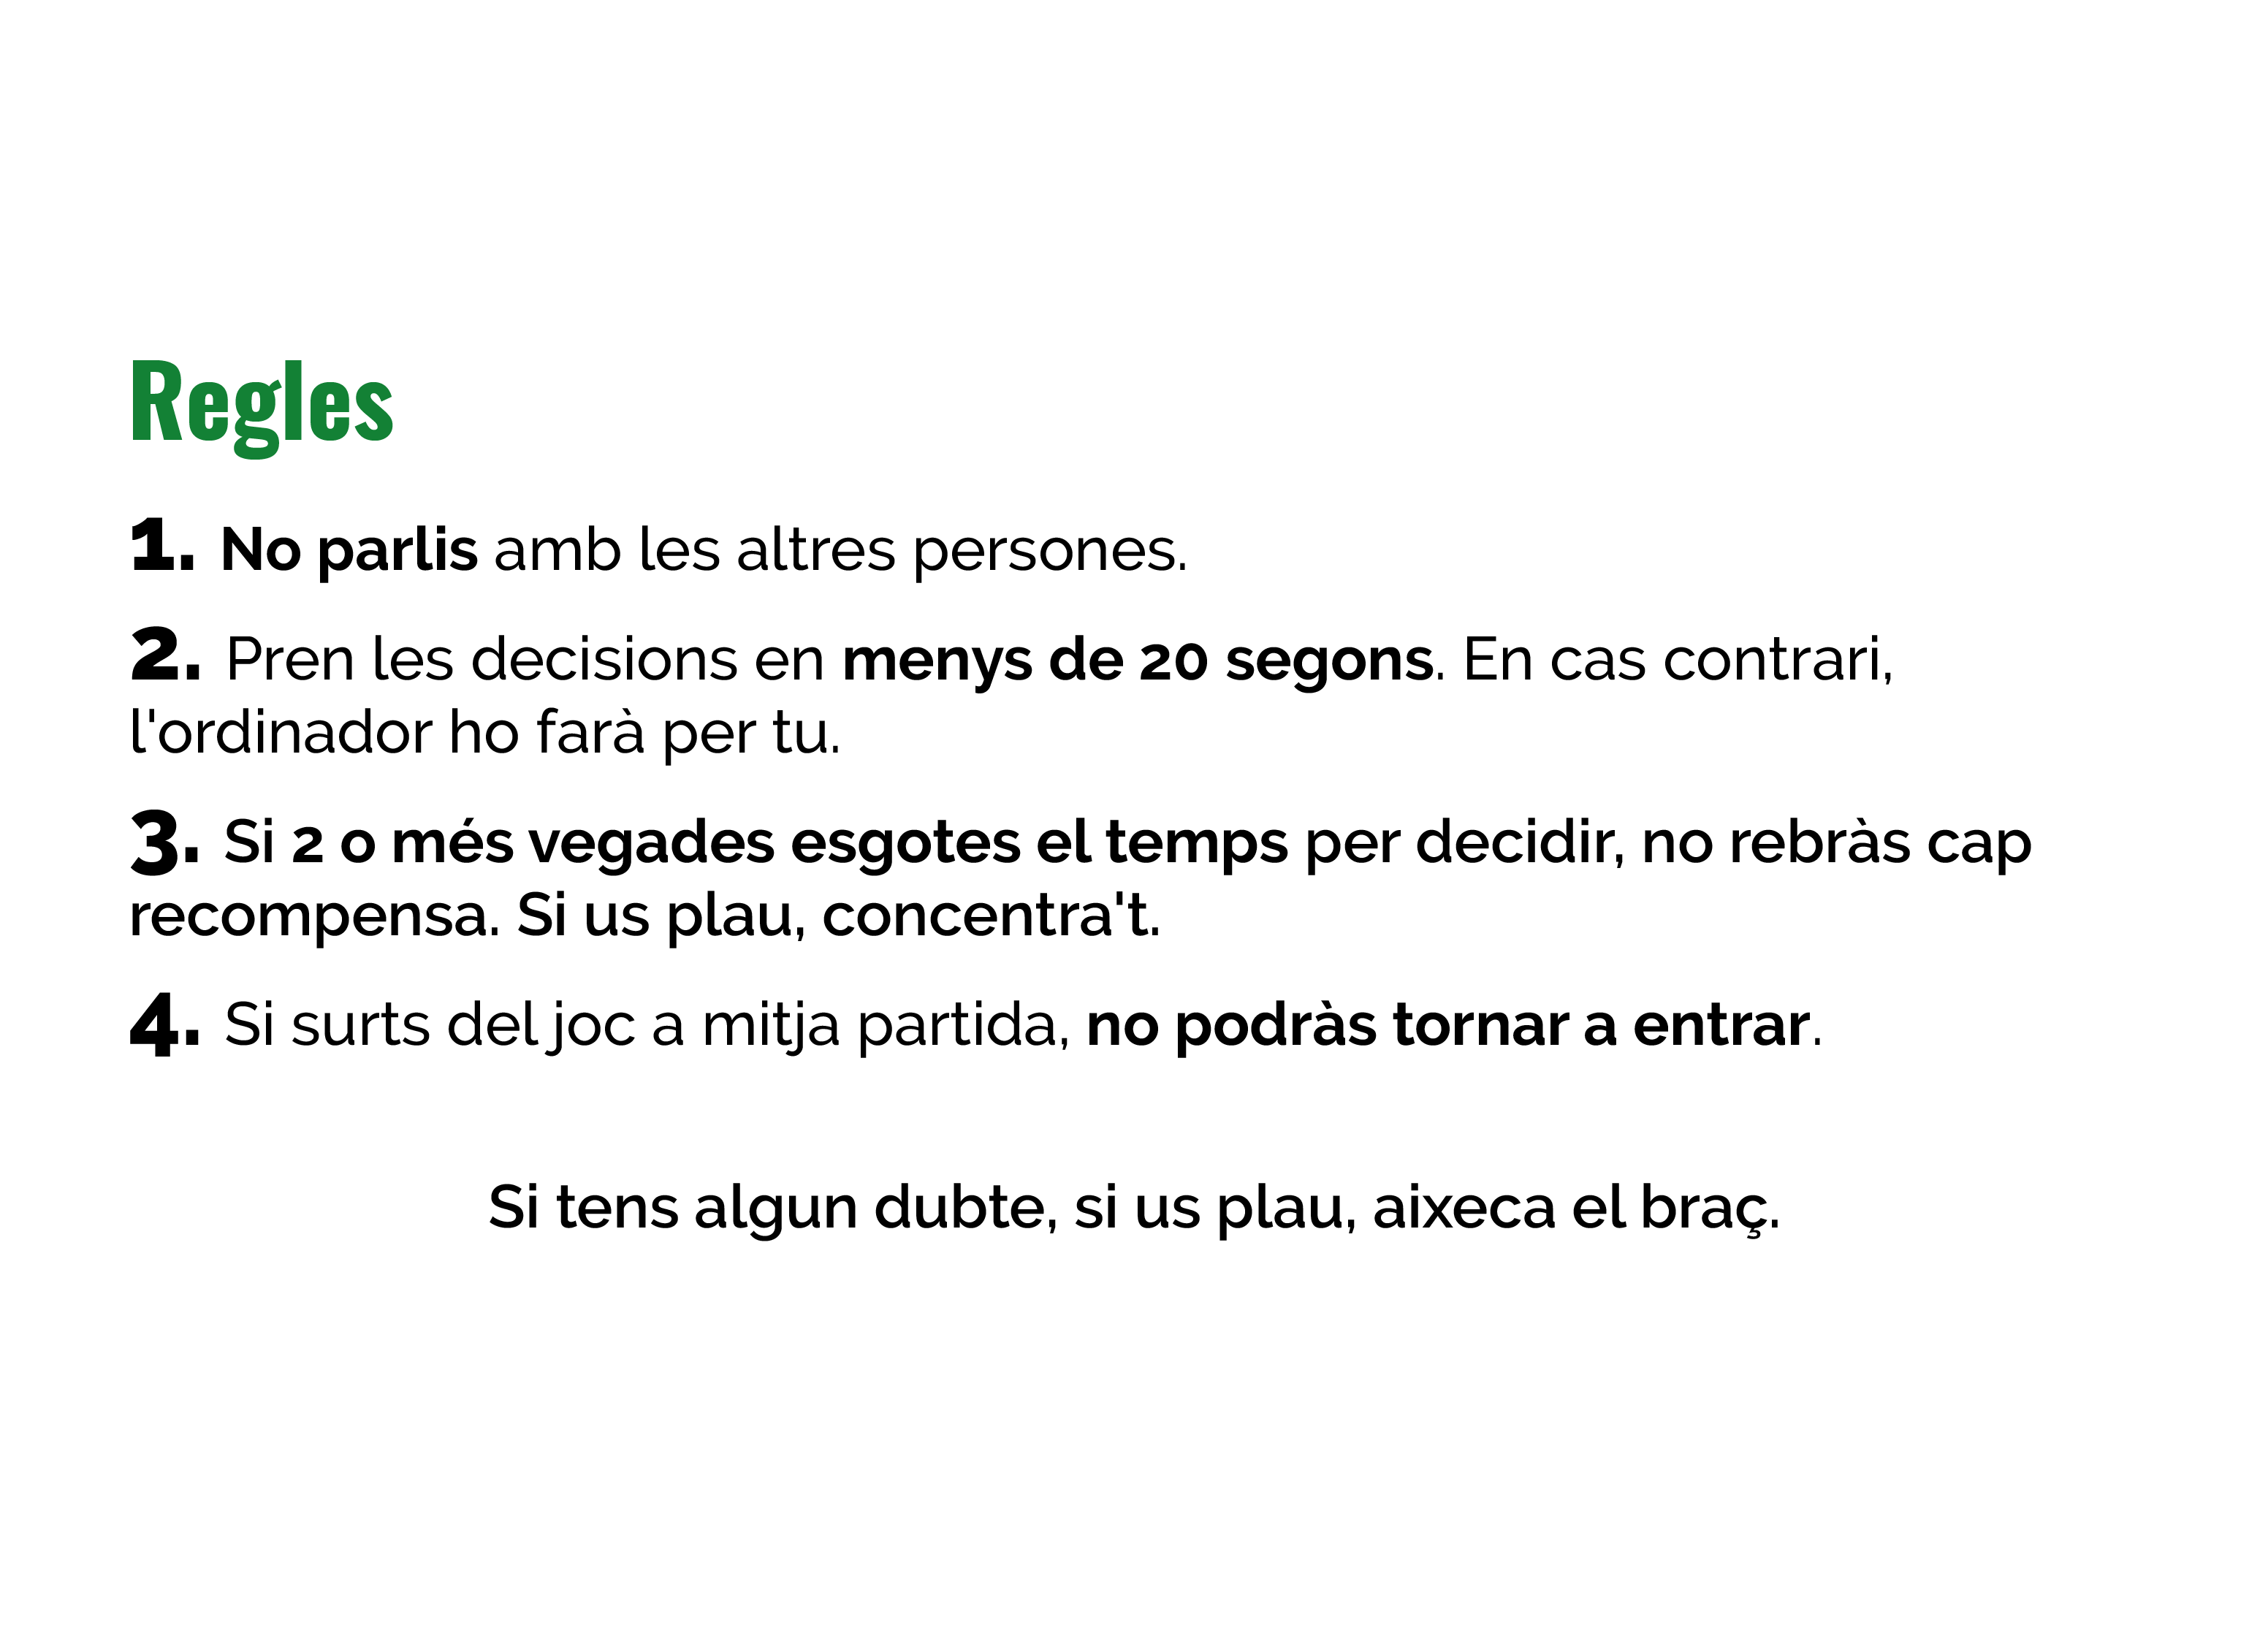 Regles
1. No parlis amb les altres persones.
2. Pren les decisions en menys de 20 segons. En cas contrari,
l'ordinador ho farà per tu.
3. Si 2 o més vegades esgotes el temps per decidir, no rebràs cap
recompensa. Si us plau, concentra't.
4. Si surts del joc a mitja partida, no podràs tornar a entrar.
Si tens algun dubte, si us plau, aixeca el braç.